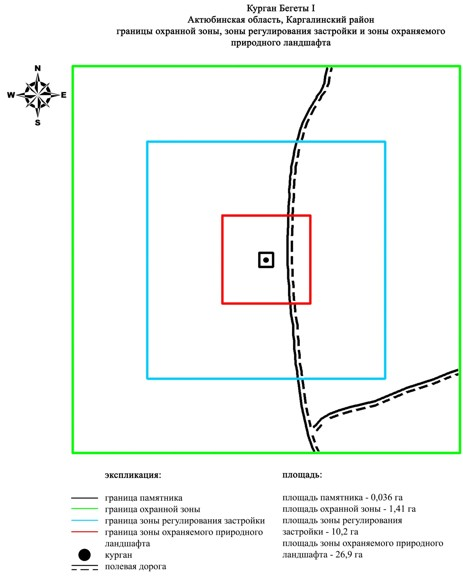 Курган Бегеты I
Актюбинская область, Каргалинский район
границы охранной зоны, зоны регулирования застройки и зоны охраняемого
природного ландшафта
N
W E
S
экспликация:
граница памятника
граница охранной зоны
граница зоны регулирования застройки
граница зоны охраняемого природного
ландшафта
курган
полевая дорога
площадь:
площадь памятника - 0,036 га
площадь охранной зоны - 1,41 га
площадь зоны регулирования
застройки - 10,2 га
площадь зоны охраняемого природного
ландшафта - 26,9 га